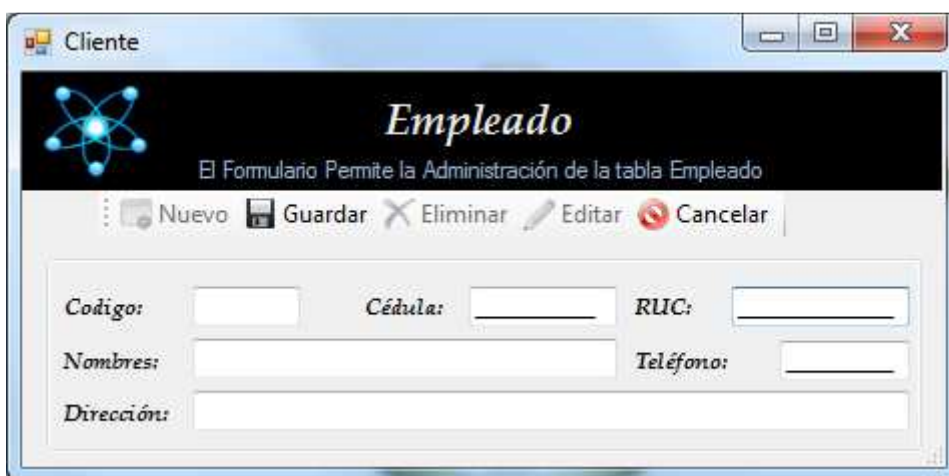 Cliente
Empleado
El Formulario Permite la Administración de la tabla Empleado
Nuevo Guardar Eliminar Editar Cancelar
Codigo: Cédula: RUC:
Nombres: Teléfono:
Dirección: